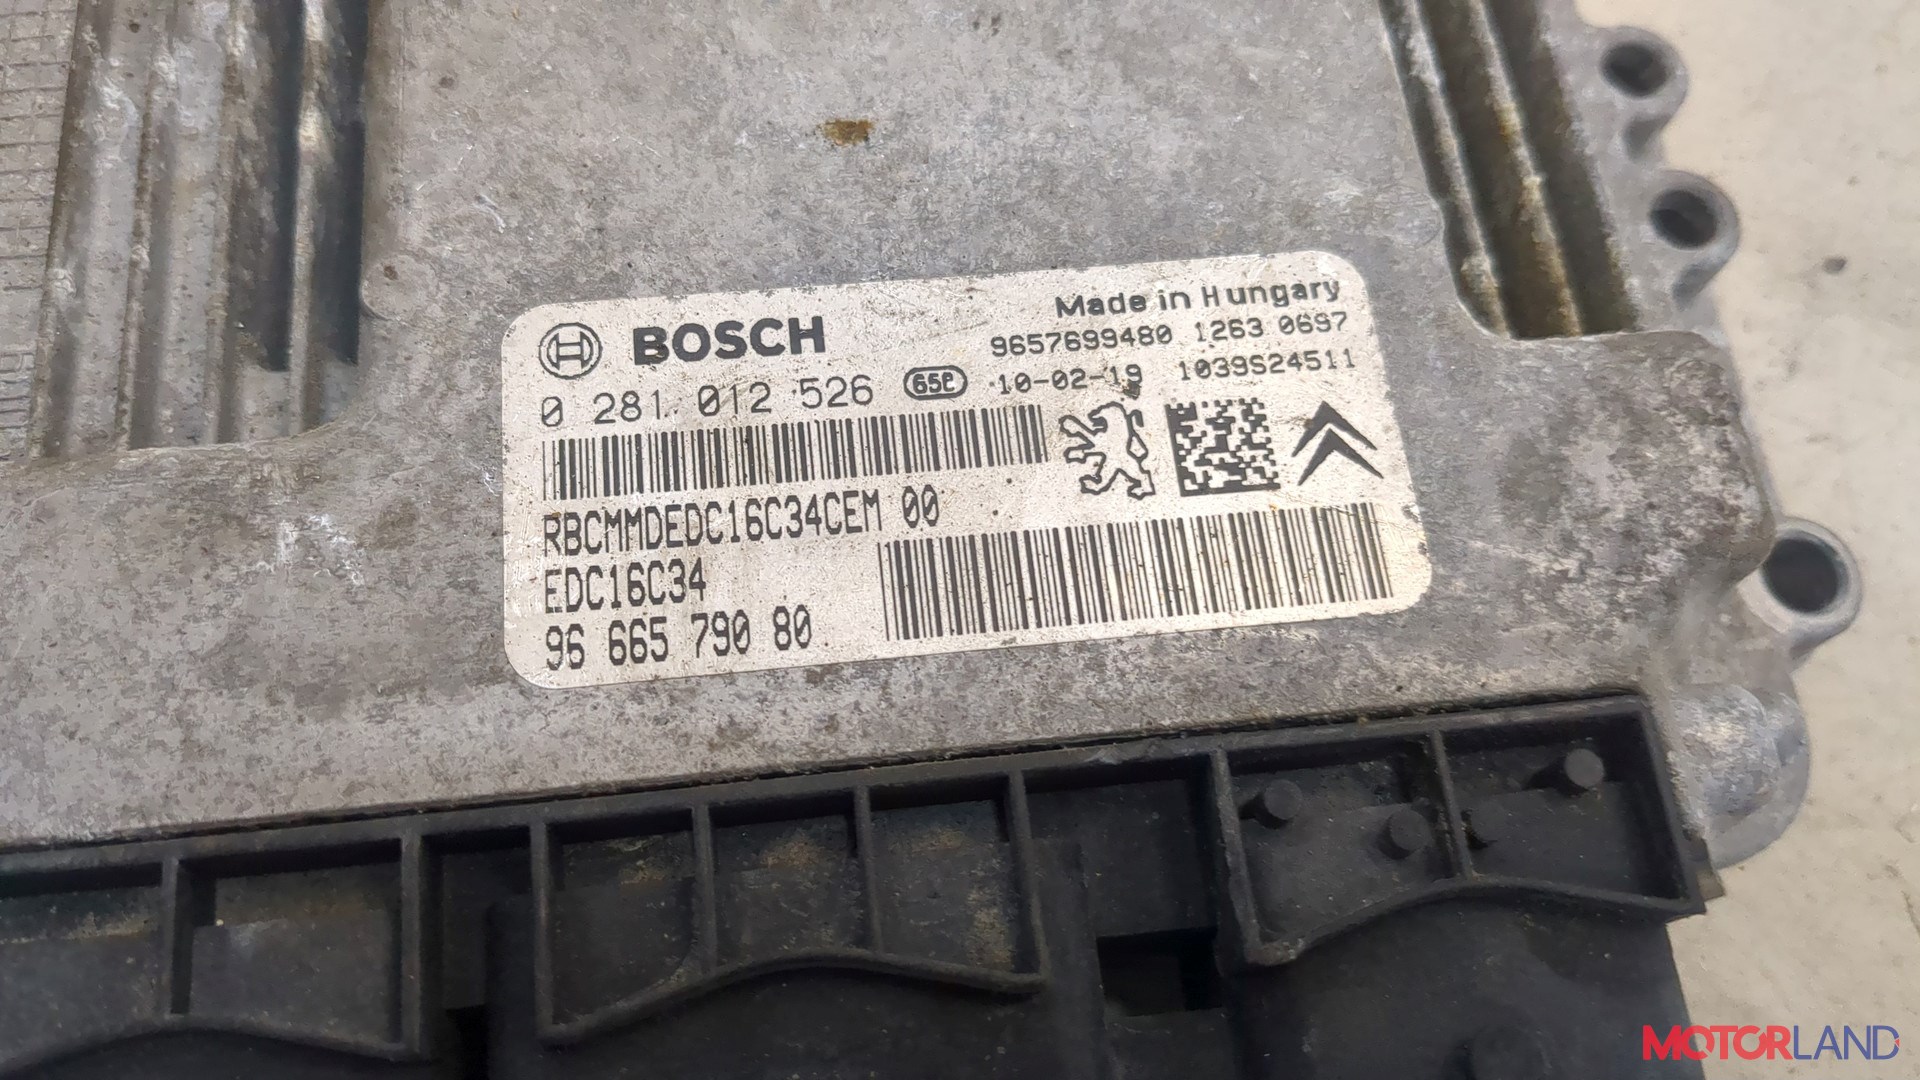 BOSCH
Made in Hungary
9657699480 1263 0697
0 281 012 526 65P 10-02-19 1039S24511
RBCMMDEDC16C34CEM 00
EDC16C34
96 665 790 80
MOTORLAND